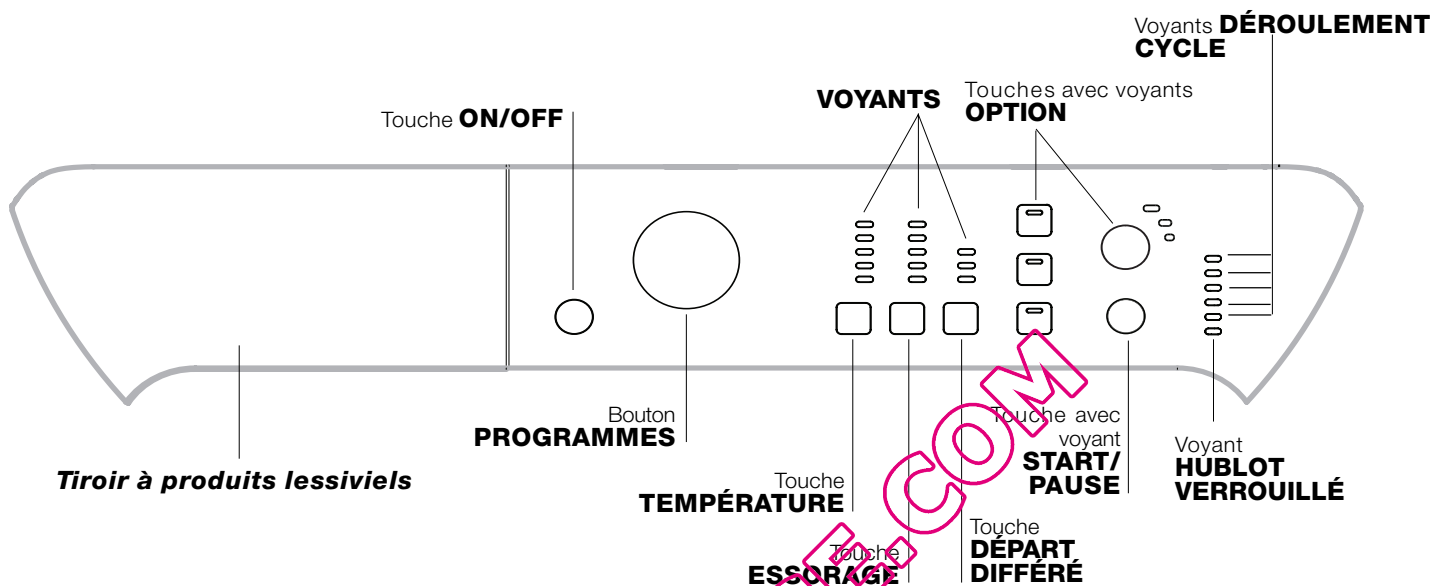 Voyants DÉROULEMENT
CYCLE
Touche ON/OFF
VOYANTS
Touches avec voyants
OPTION
Bouton
PROGRAMMES
Tiroir à produits lessiviels
Touche
TEMPÉRATURE
Touche
ESSORAGE
Touche
DÉPART
DIFFÉRÉ
Touche avec
voyant
START/
PAUSE
Voyant
HUBLOT
VERROUILLÉ
E.COM